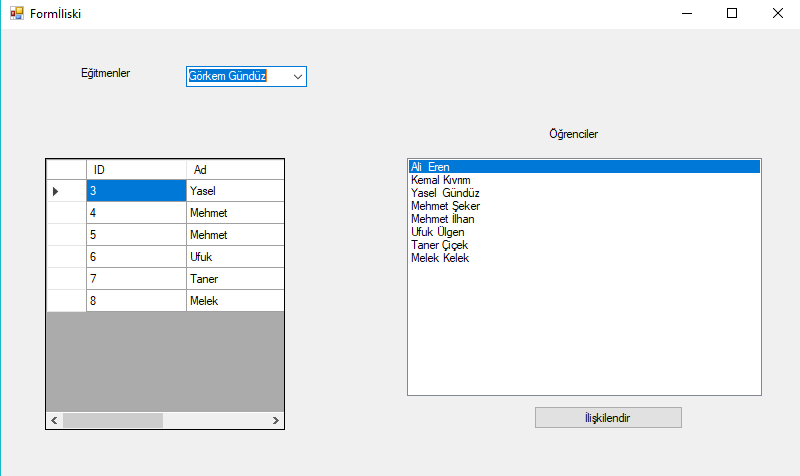 Formİliski
Eğitmenler
Görkem Gündüz
Öğrenciler
ID Ad
3 Yasel
4 Mehmet
5 Mehmet
6 Ufuk
7 Taner
8 Melek
Ali Eren
Kemal Kıvrım
Yasel Gündüz
Mehmet Şeker
Mehmet İlhan
Ufuk Ülgen
Taner Çiçek
Melek Kelek
İlişkilendir